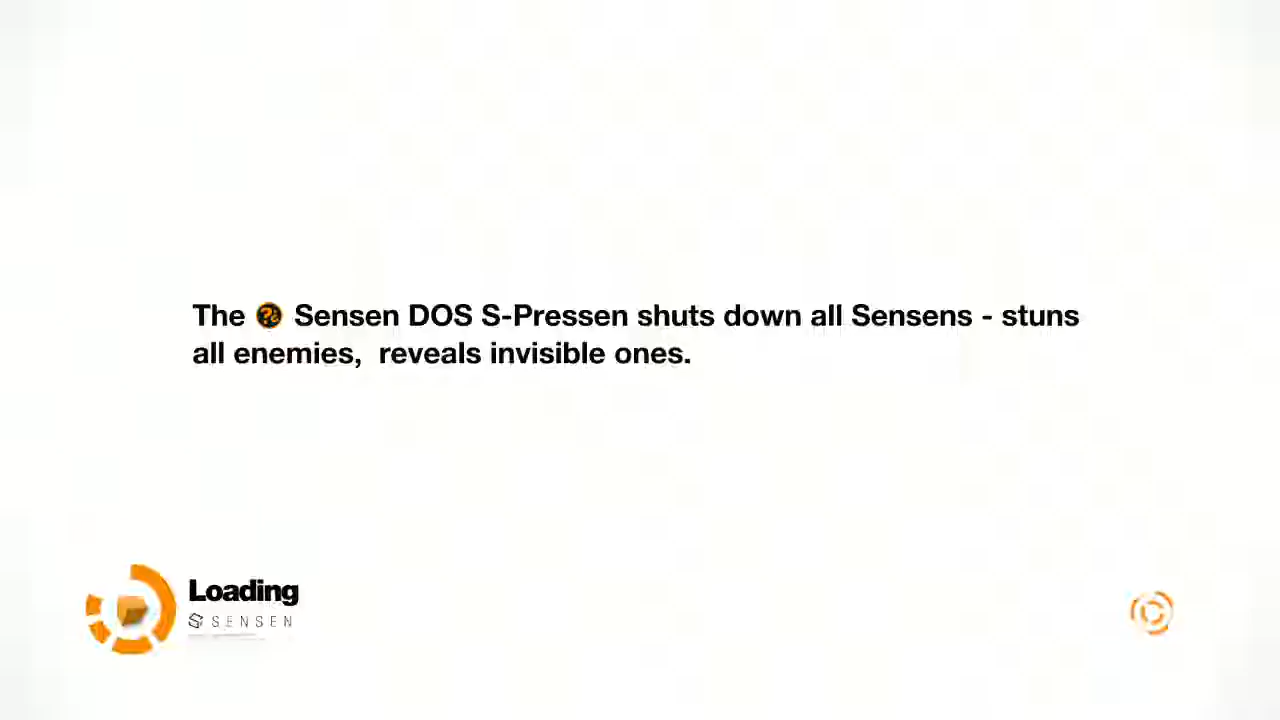 The Sensen DOS S-Pressen shuts down all Sensens - stuns
all enemies,  reveals invisible ones.
Loading
SENSEN